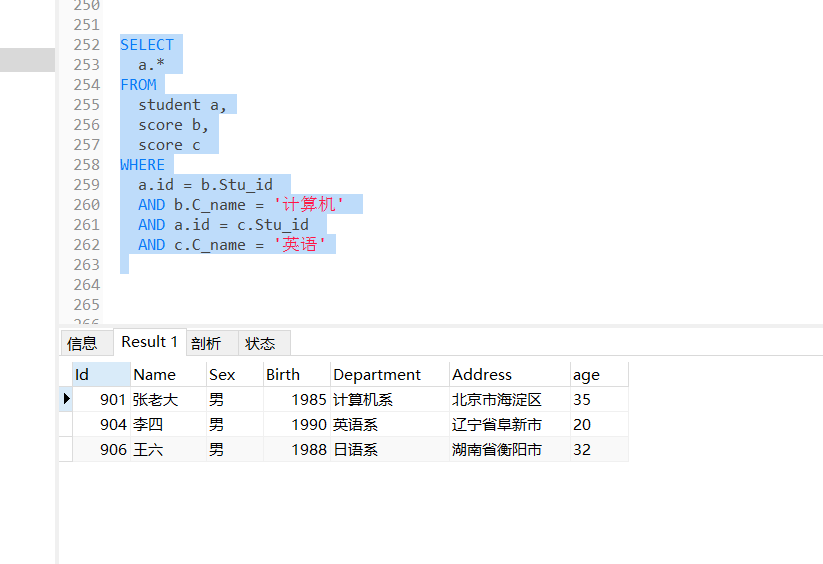 250
251
252 SELECT
253 a.*
254 FROM
255 student a,
256 score b,
257 score c
258 WHERE
259 a.id = b.Stu_id
260 AND b.C_name = '计算机'
261 AND a.id = c.Stu_id
262 AND c.C_name = '英语'
263
264
265
266
信息 Result 1 剖析 状态
Id Name Sex Birth Department Address age
901 张老大 男 1985 计算机系 北京市海淀区 35
904 李四 男 1990 英语系 辽宁省阜新市 20
906 王六 男 1988 日语系 湖南省衡阳市 32